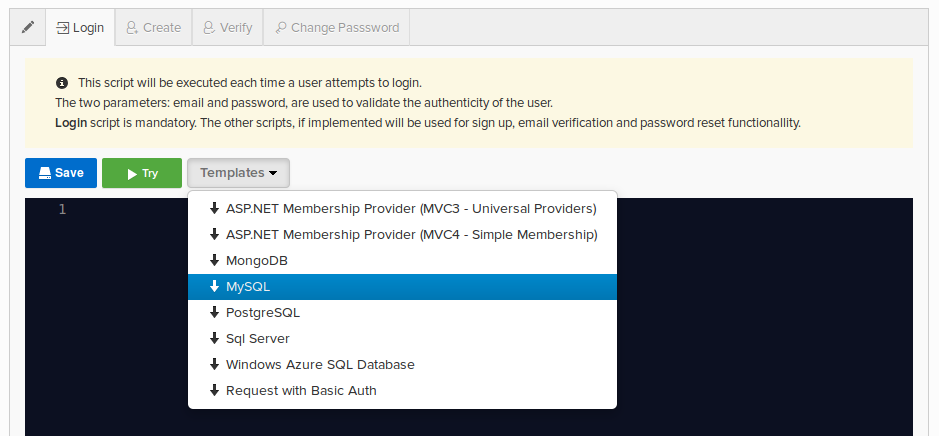 Login
Create
Verify
Change Passsword
This script will be executed each time a user attempts to login.
The two parameters: email and password, are used to validate the authenticity of the user.
Login script is mandatory. The other scripts, if implemented will be used for sign up, email verification and password reset functionallity.
Save
Try
Templates
1
ASP.NET Membership Provider (MVC3 - Universal Providers)
ASP.NET Membership Provider (MVC4 - Simple Membership)
MongoDB
MySQL
PostgreSQL
Sql Server
Windows Azure SQL Database
Request with Basic Auth